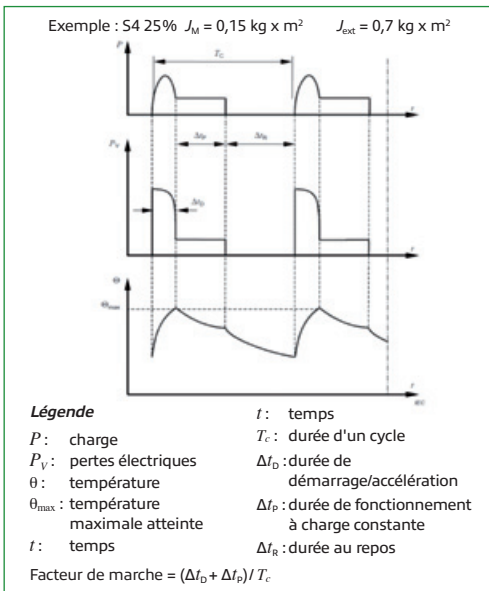 Exemple : S4 25% J_M = 0,15 kg x m² J_ext = 0,7 kg x m²
P
T_C
t
P_V
Δt_P
Δt_R
Δt_D
t
Θ
Θ_max
t
Légende
P : charge
P_V : pertes électriques
θ : température
θ_max : température
maximale atteinte
t : temps
t : temps
T_c : durée d'un cycle
Δt_D : durée de
démarrage/accélération
Δt_P : durée de fonctionnement
à charge constante
Δt_R : durée au repos
Facteur de marche = (Δt_D + Δt_P) / T_c